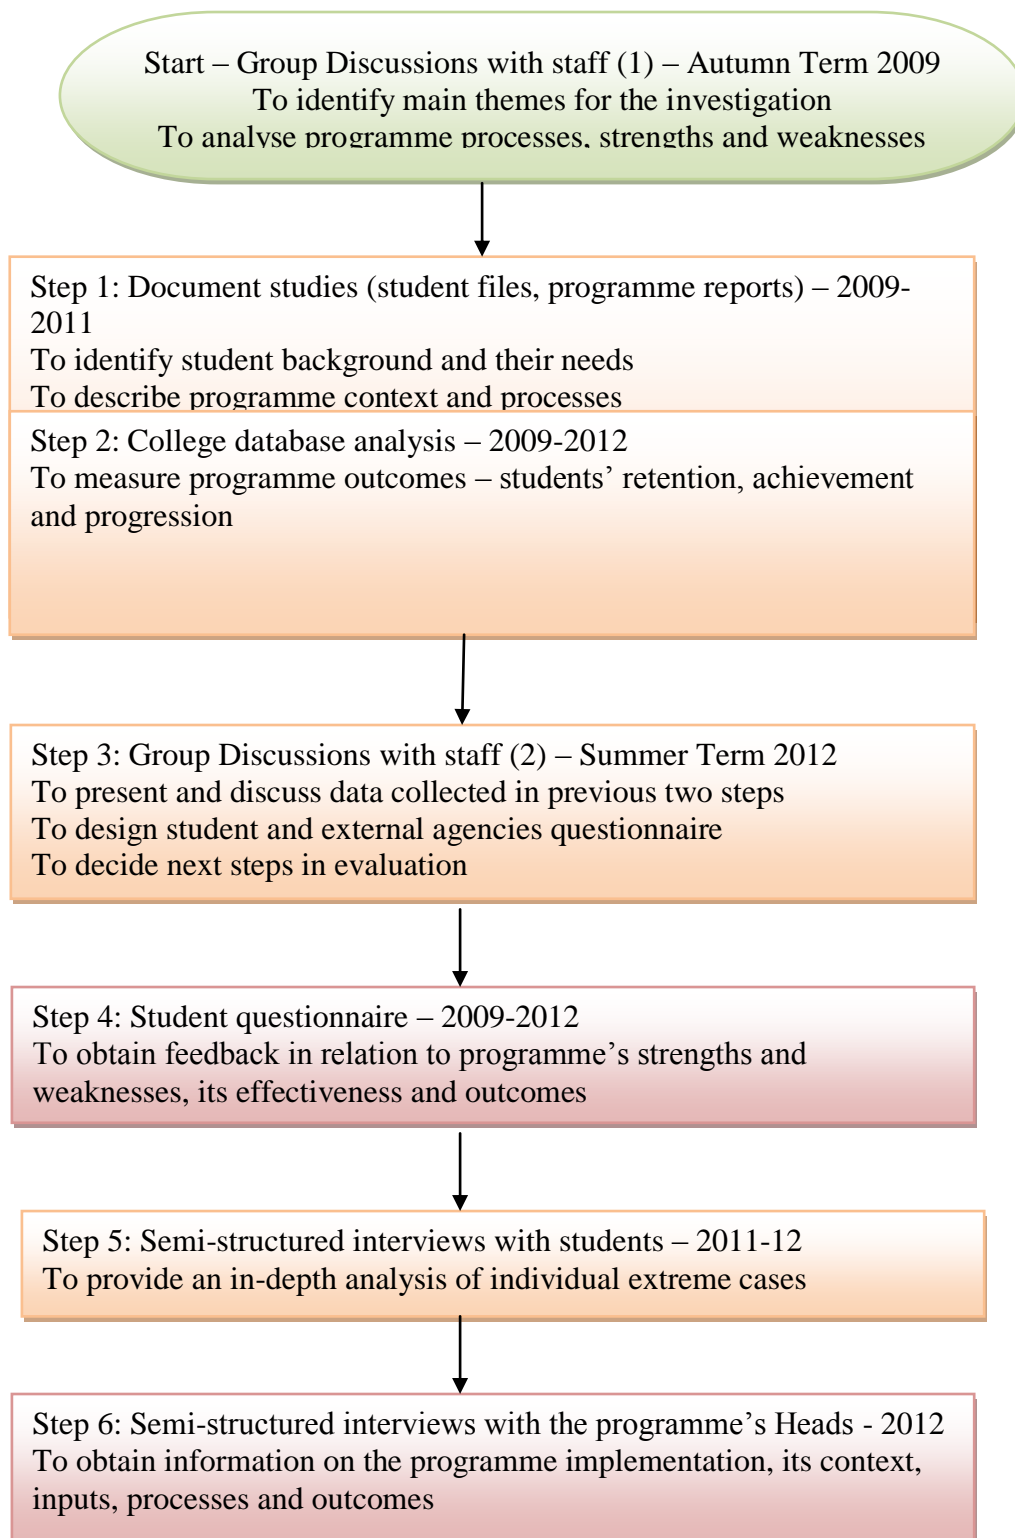 Start – Group Discussions with staff (1) – Autumn Term 2009
To identify main themes for the investigation
To analyse programme processes, strengths and weaknesses
Step 1: Document studies (student files, programme reports) – 2009-
2011
To identify student background and their needs
To describe programme context and processes
Step 2: College database analysis – 2009-2012
To measure programme outcomes – students’ retention, achievement
and progression
Step 3: Group Discussions with staff (2) – Summer Term 2012
To present and discuss data collected in previous two steps
To design student and external agencies questionnaire
To decide next steps in evaluation
Step 4: Student questionnaire – 2009-2012
To obtain feedback in relation to programme’s strengths and
weaknesses, its effectiveness and outcomes
Step 5: Semi-structured interviews with students – 2011-12
To provide an in-depth analysis of individual extreme cases
Step 6: Semi-structured interviews with the programme’s Heads - 2012
To obtain information on the programme implementation, its context,
inputs, processes and outcomes